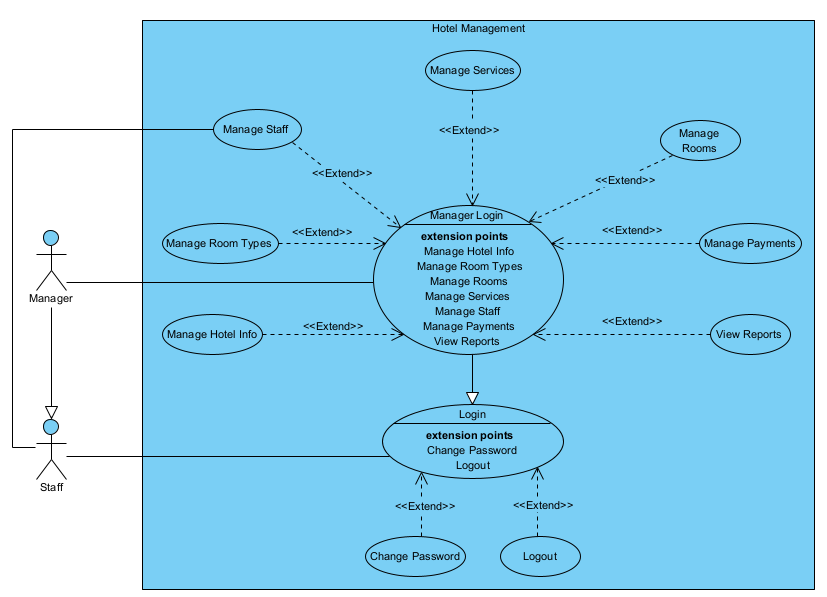 Hotel Management
Manage Services
<<Extend>>
Manage Staff
<<Extend>>
Manage
Rooms
<<Extend>>
Manager Login
extension points
Manage Hotel Info
Manage Room Types
Manage Rooms
Manage Services
Manage Staff
Manage Payments
View Reports
Manage Room Types
<<Extend>>
<<Extend>>
Manage Payments
Manager
Manage Hotel Info
<<Extend>>
<<Extend>>
View Reports
Login
extension points
Change Password
Logout
Staff
<<Extend>>
<<Extend>>
Change Password
Logout